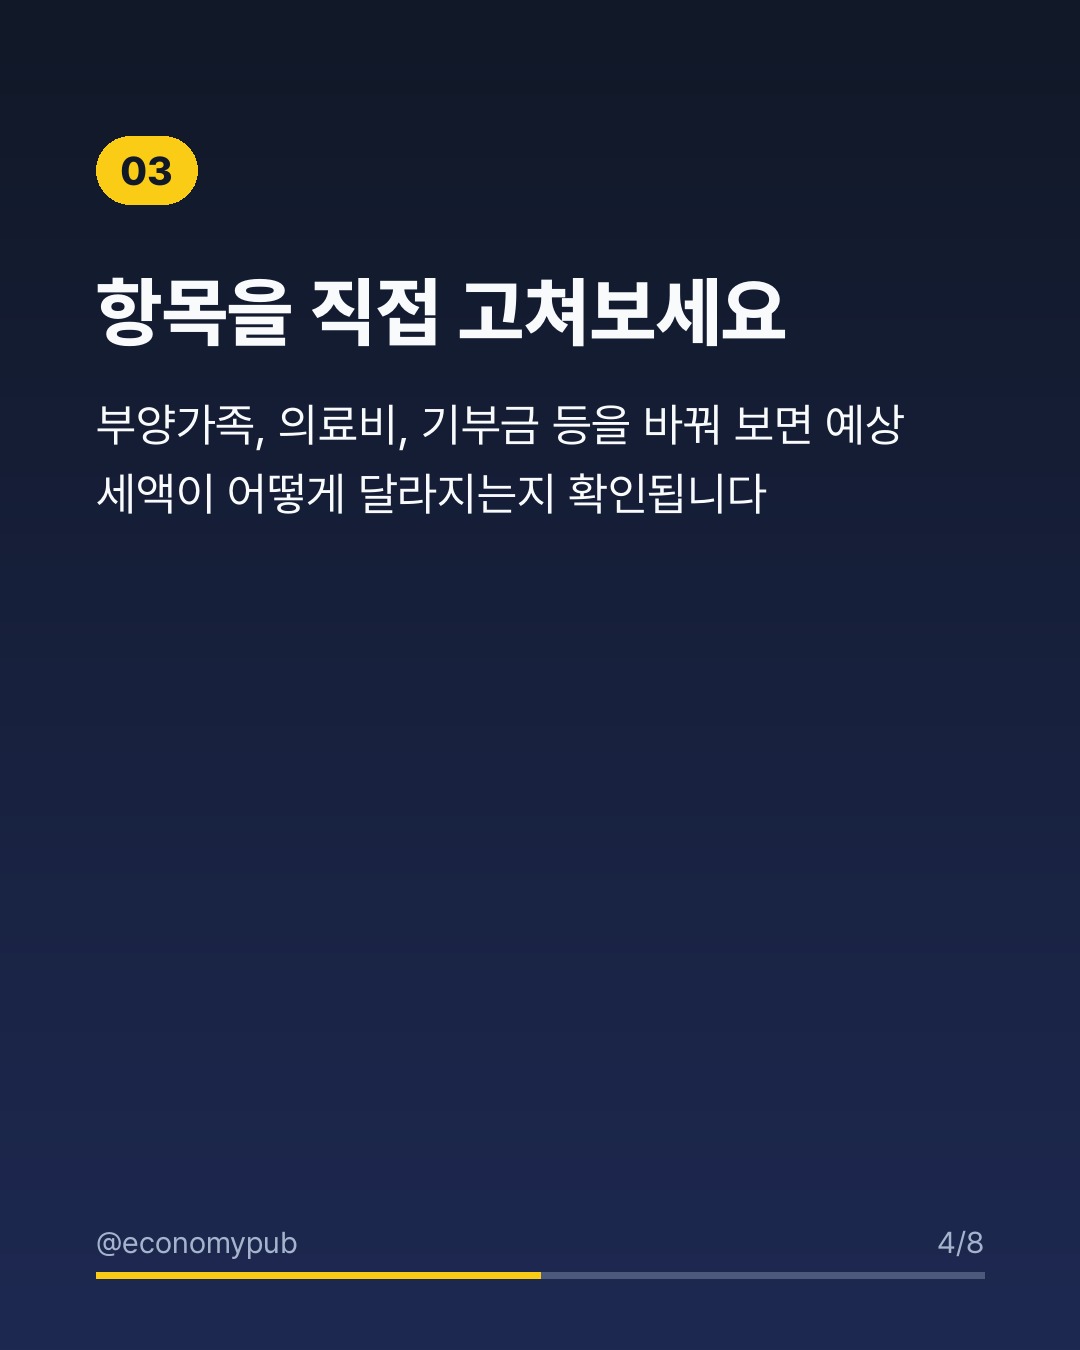 03
항목을 직접 고쳐보세요
부양가족, 의료비, 기부금 등을 바꿔 보면 예상
세액이 어떻게 달라지는지 확인됩니다
@economypub
4/8